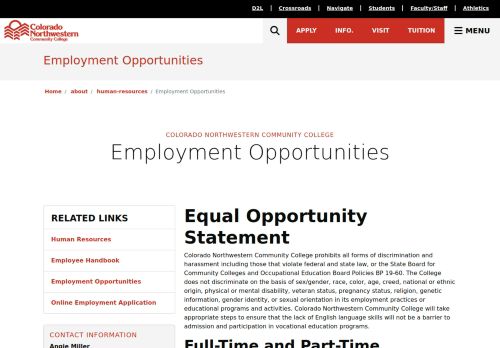 D2L | Crossroads | Navigate | Students | Faculty/Staff | Athletics
Colorado
Northwestern
Community College
APPLY INFO. VISIT TUITION MENU
Employment Opportunities
Home / about / human-resources / Employment Opportunities
COLORADO NORTHWESTERN COMMUNITY COLLEGE
Employment Opportunities
RELATED LINKS
Human Resources
Employee Handbook
Employment Opportunities
Online Employment Application
CONTACT INFORMATION
Angie Miller
Equal Opportunity
Statement
Colorado Northwestern Community College prohibits all forms of discrimination and
harassment including those that violate federal and state law, or the State Board for
Community Colleges and Occupational Education Board Policies BP 19-60. The College
does not discriminate on the basis of sex/gender, race, color, age, creed, national or ethnic
origin, physical or mental disability, veteran status, pregnancy status, religion, genetic
information, gender identity, or sexual orientation in its employment practices or
educational programs and activities. Colorado Northwestern Community College will take
appropriate steps to ensure that the lack of English language skills will not be a barrier to
admission and participation in vocational education programs.
Full-Time and Part-Time